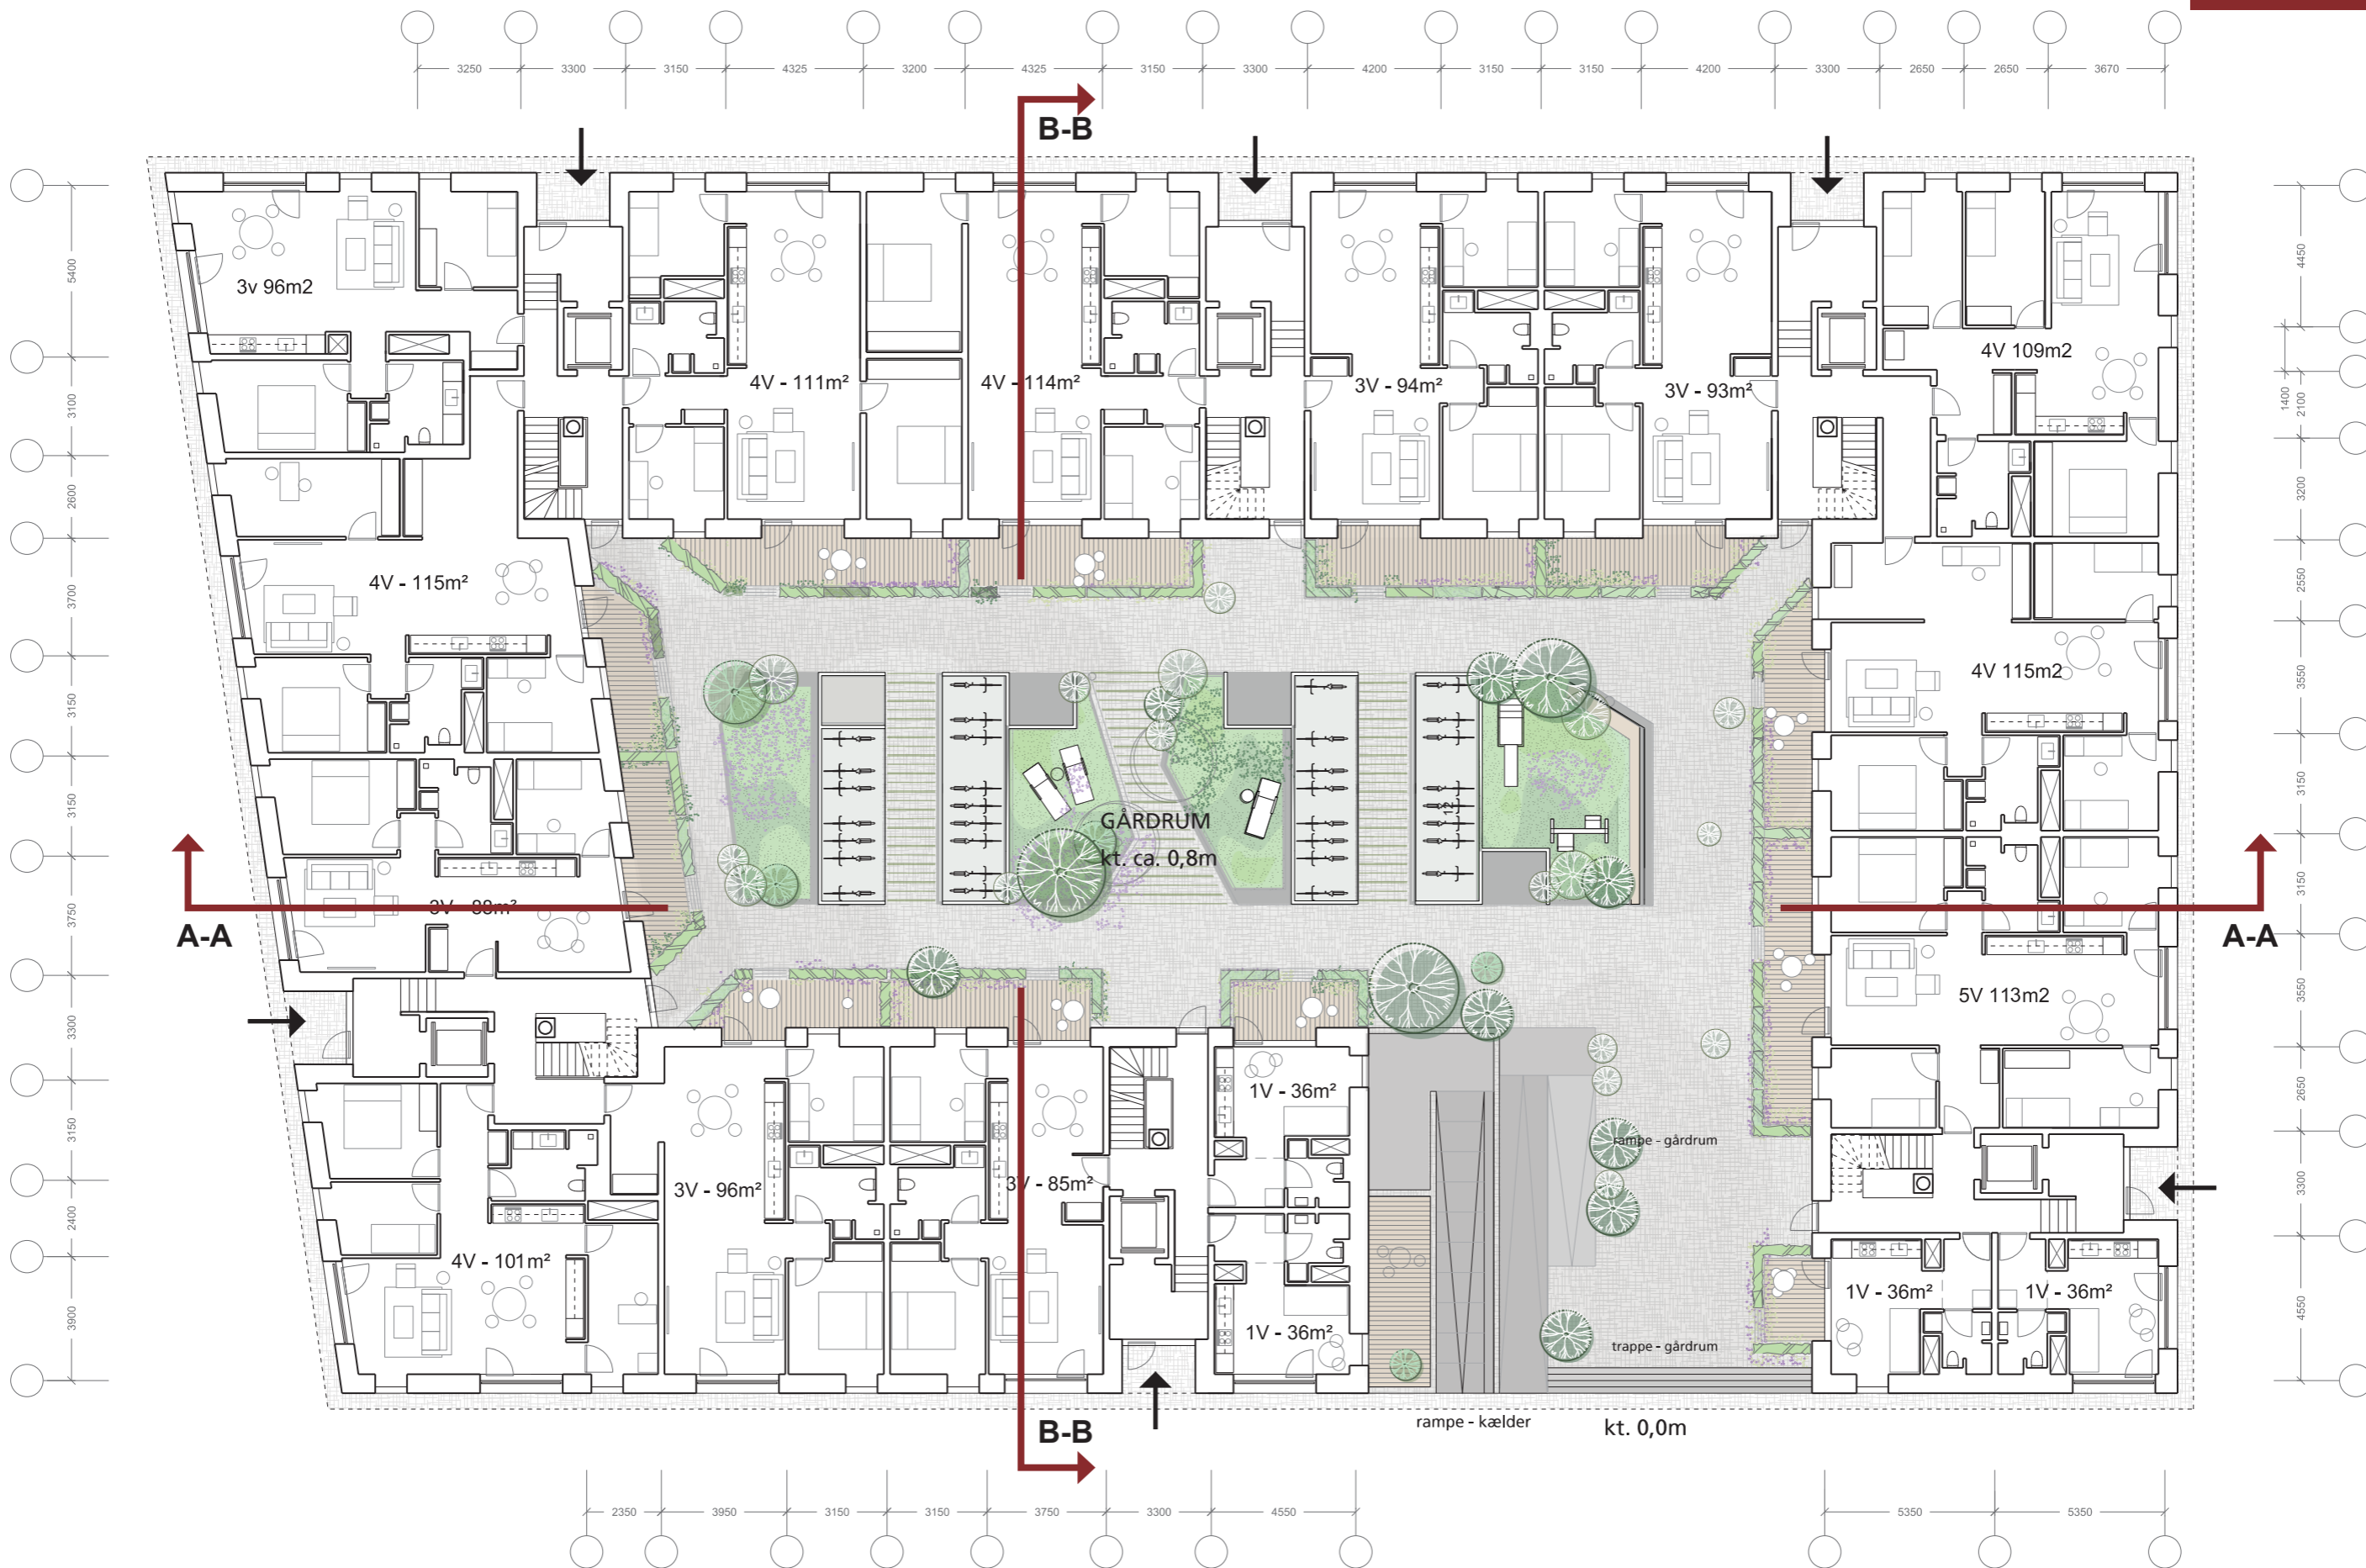 3250 3300 3150 4325 3200 4325 3150 3300 4200 3150 3150 4200 3300 2650 2650 3670
B-B
5400
3100
2600
3700
3150
3150
3750
3300
3150
2400
3900
3v 96m2
4V - 111m²
4V - 114m²
3V - 94m²
3V - 93m²
4V 109m2
4V - 115m²
4V 115m2
GÅRDRUM
kt. ca. 0,8m
12
A-A
3V - 88m²
A-A
5V 113m2
1V - 36m²
rampe - gårdrum
3V - 96m²
3V - 85m²
4V - 101m²
1V - 36m²
1V - 36m²
1V - 36m²
trappe - gårdrum
rampe - kælder
kt. 0,0m
B-B
4450
1400
2100
3200
2550
3550
3150
3150
3550
2650
3300
4550
2350 3950 3150 3150 3750 3300 4550 5350 5350